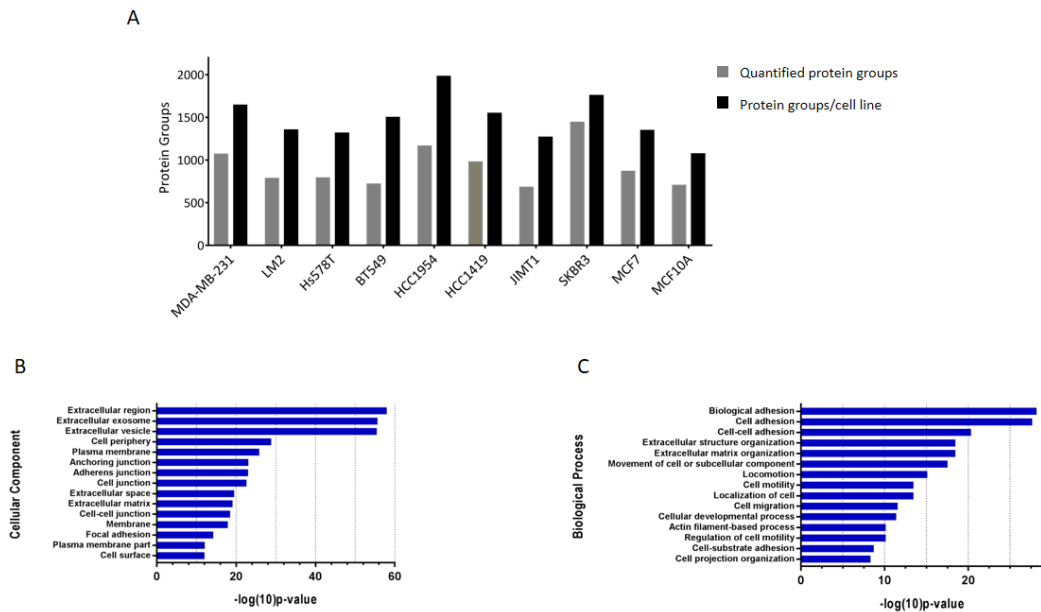 A
Protein Groups
2000
1500
1000
500
0
MDA-MB-231
LM2
Hs578T
BT549
HCC1954
HCC1419
JIMT1
SKBR3
MCF7
MCF10A
Quantified protein groups
Protein groups/cell line
B
Cellular Component
Extracellular region
Extracellular exosome
Extracellular vesicle
Cell periphery
Plasma membrane
Anchoring junction
Adherens junction
Cell junction
Extracellular space
Extracellular matrix
Cell-cell junction
Membrane
Focal adhesion
Plasma membrane part
Cell surface
0 20 40 60
-log(10)p-value
C
Biological Process
Biological adhesion
Cell adhesion
Cell-cell adhesion
Extracellular structure organization
Extracellular matrix organization
Movement of cell or subcellular component
Locomotion
Cell motility
Localization of cell
Cell migration
Cellular developmental process
Actin filament-based process
Regulation of cell motility
Cell-substrate adhesion
Cell projection organization
0 10 20
-log(10)p-value